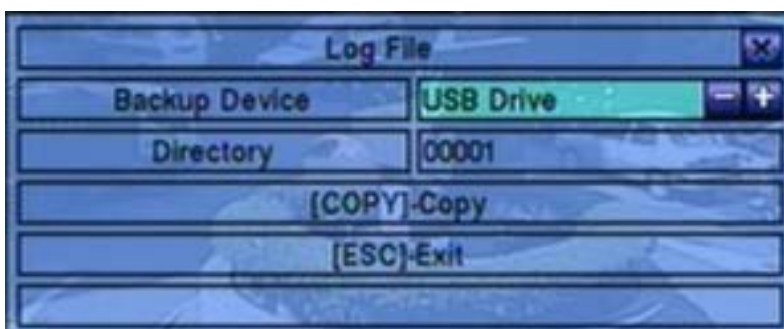 Log File
Backup Device USB Drive
Directory 00001
[COPY]-Copy
[ESC]-Exit